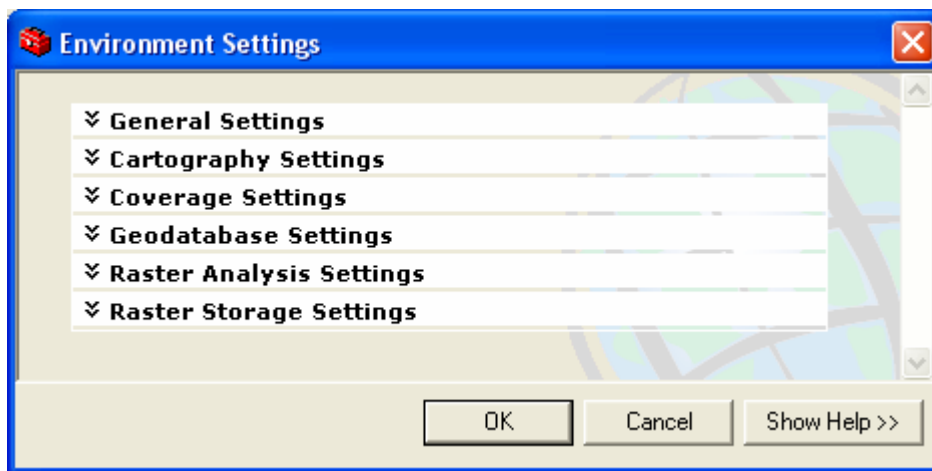 Environment Settings
General Settings
Cartography Settings
Coverage Settings
Geodatabase Settings
Raster Analysis Settings
Raster Storage Settings
OK Cancel Show Help >>